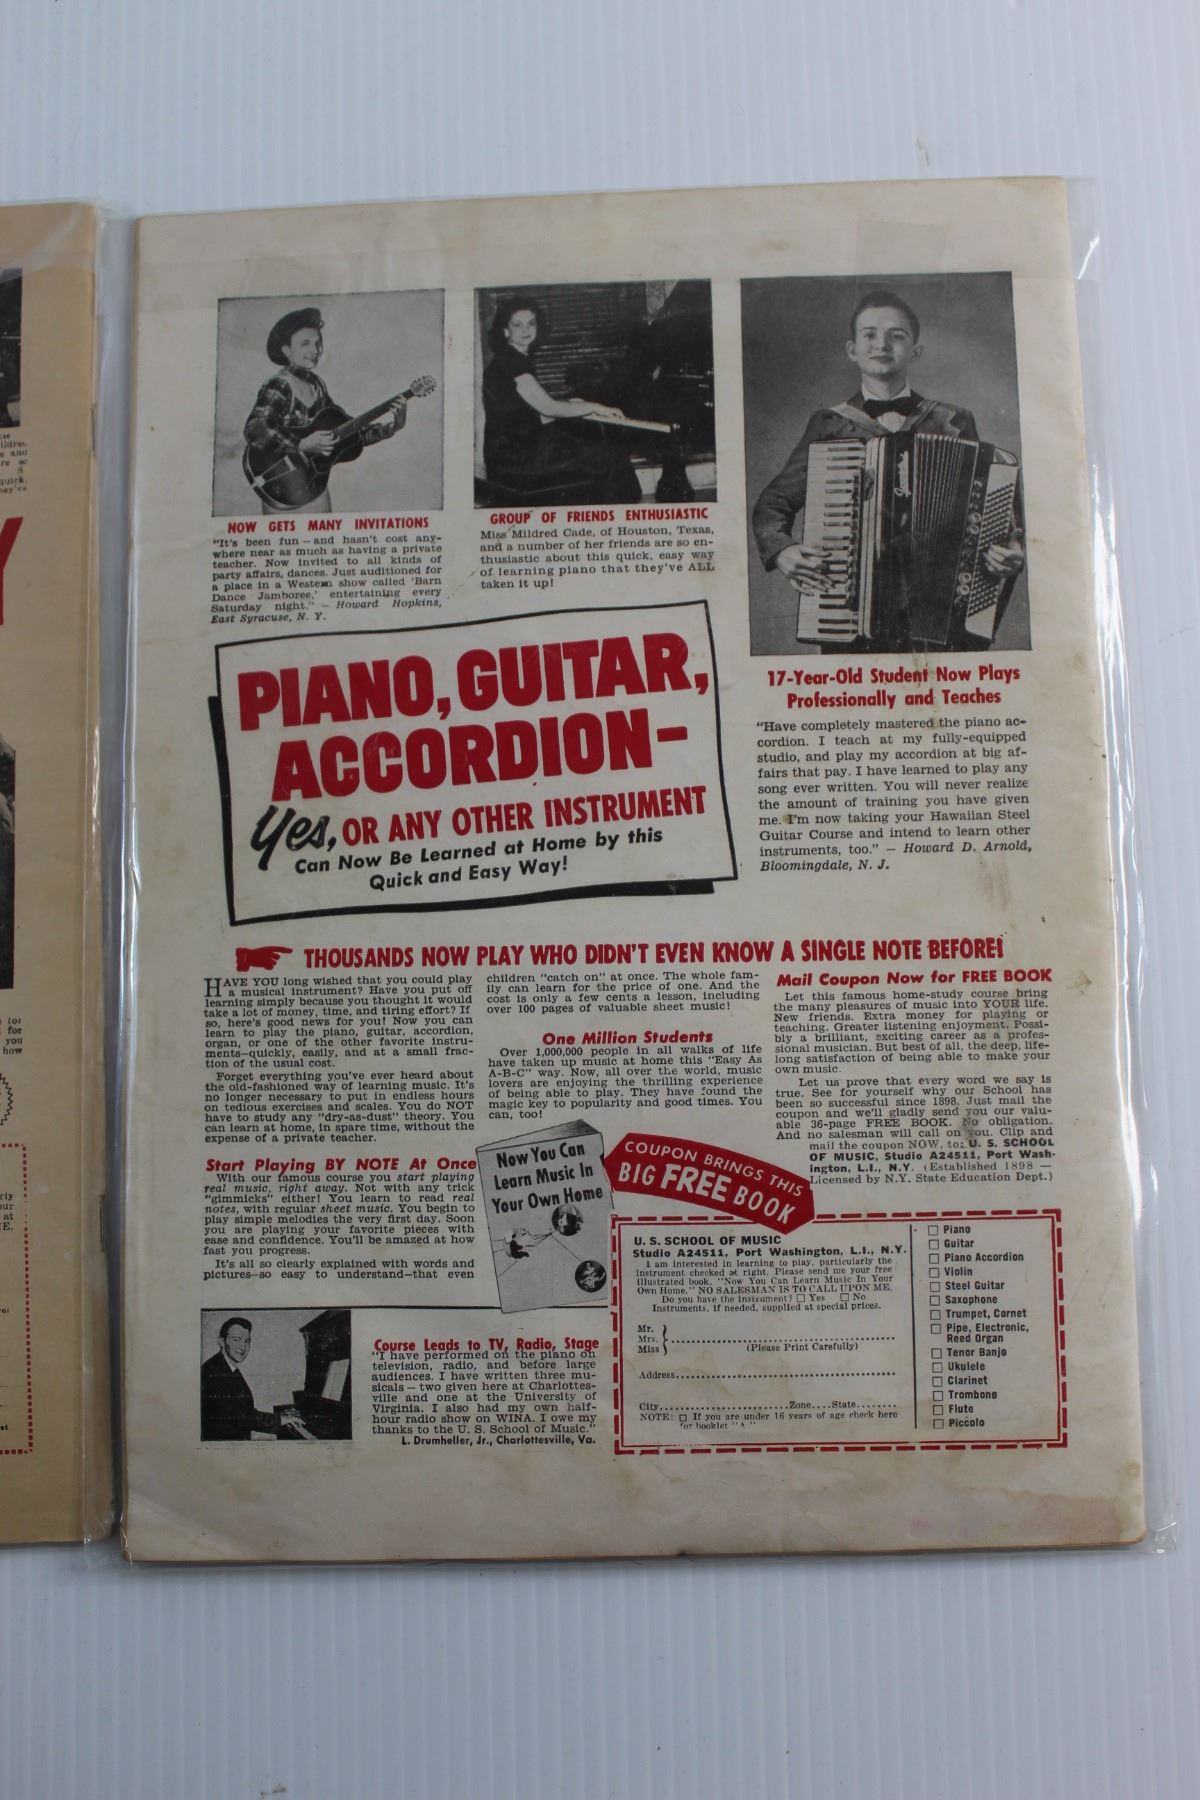 NOW GETS MANY INVITATIONS
"It's been fun — and hasn't cost any-
where near as much as having a private
teacher. Now invited to all kinds of
party affairs, dances. Just auditioned for
a place in a Western show called 'Barn
Dance Jamboree,' entertaining every
Saturday night." — Howard Hopkins,
East Syracuse, N. Y.
GROUP OF FRIENDS ENTHUSIASTIC
Miss Mildred Cade, of Houston, Texas,
and a number of her friends are so en-
thusiastic about this quick, easy way
of learning piano that they've ALL
taken it up!
17-Year-Old Student Now Plays
Professionally and Teaches
"Have completely mastered the piano ac-
cordion. I teach at my fully-equipped
studio, and play my accordion at big af-
fairs that pay. I have learned to play any
song ever written. You will never realize
the amount of training you have given
me. I'm now taking your Hawaiian Steel
Guitar Course and intend to learn other
instruments, too." — Howard D. Arnold,
Bloomingdale, N. J.
PIANO, GUITAR,
ACCORDION—
Yes, OR ANY OTHER INSTRUMENT
Can Now Be Learned at Home by this
Quick and Easy Way!
THOUSANDS NOW PLAY WHO DIDN'T EVEN KNOW A SINGLE NOTE BEFORE!
HAVE YOU long wished that you could play
a musical instrument? Have you put off
learning simply because you thought it would
take a lot of money, time, and tiring effort? If
so, here's good news for you! Now you can
learn to play the piano, guitar, accordion,
organ, or one of the other favorite instru-
ments—quickly, easily, and at a small frac-
tion of the usual cost.
Forget everything you've ever heard about
the old-fashioned way of learning music. It's
no longer necessary to put in endless hours
on tedious exercises and scales. You do NOT
have to study any "dry-as-dust" theory. You
can learn at home, in spare time, without the
expense of a private teacher.
Start Playing BY NOTE At Once
With our famous course you start playing
real music, right away. Not with any trick
"gimmicks" either! You learn to read real
notes, with regular sheet music. You begin to
play simple melodies the very first day. Soon
you are playing your favorite pieces with
ease and confidence. You'll be amazed at how
fast you progress.
It's all so clearly explained with words and
pictures—so easy to understand—that even
children "catch on" at once. The whole fam-
ily can learn for the price of one. And the
cost is only a few cents a lesson, including
over 100 pages of valuable sheet music!
One Million Students
Over 1,000,000 people in all walks of life
have taken up music at home this "Easy As
A-B-C" way. Now, all over the world, music
lovers are enjoying the thrilling experience
of being able to play. They have found the
magic key to popularity and good times. You
can, too!
Now You Can
Learn Music In
Your Own Home
COUPON BRINGS THIS
BIG FREE BOOK
Mail Coupon Now for FREE BOOK
Let this famous home-study course bring
the many pleasures of music into YOUR life.
New friends. Extra money for playing or
teaching. Greater listening enjoyment. Possi-
bly a brilliant, exciting career as a profes-
sional musician. But best of all, the deep, life-
long satisfaction of being able to make your
own music.
Let us prove that every word we say is
true. See for yourself why our School has
been so successful since 1898. Just mail the
coupon and we'll gladly send you our valu-
able 36-page FREE BOOK. No obligation.
And no salesman will call on you. Clip and
mail the coupon NOW, to: U. S. SCHOOL
OF MUSIC, Studio A24511, Port Wash-
ington, L.I., N.Y. (Established 1898 —
Licensed by N.Y. State Education Dept.)
Course Leads to TV, Radio, Stage
"I have performed on the piano on
television, radio, and before large
audiences. I have written three mu-
sicals — two given here at Charlottes-
ville and one at the University of
Virginia. I also had my own half-
hour radio show on WINA. I owe my
thanks to the U. S. School of Music."
L. Drumheller, Jr., Charlottesville, Va.
U. S. SCHOOL OF MUSIC
Studio A24511, Port Washington, L.I., N.Y.
I am interested in learning to play, particularly the
instrument checked at right. Please send me your free
illustrated book, "Now You Can Learn Music In Your
Own Home." NO SALESMAN IS TO CALL UPON ME.
Do you have the instrument? ☐ Yes ☐ No
Instruments, if needed, supplied at special prices.
Mr.
Mrs.
Miss
(Please Print Carefully)
Address
City Zone State
NOTE: ☐ If you are under 16 years of age check here
for booklet "A"
☐ Piano
☐ Guitar
☐ Piano Accordion
☐ Violin
☐ Steel Guitar
☐ Saxophone
☐ Trumpet, Cornet
☐ Pipe, Electronic,
Reed Organ
☐ Tenor Banjo
☐ Ukulele
☐ Clarinet
☐ Trombone
☐ Flute
☐ Piccolo